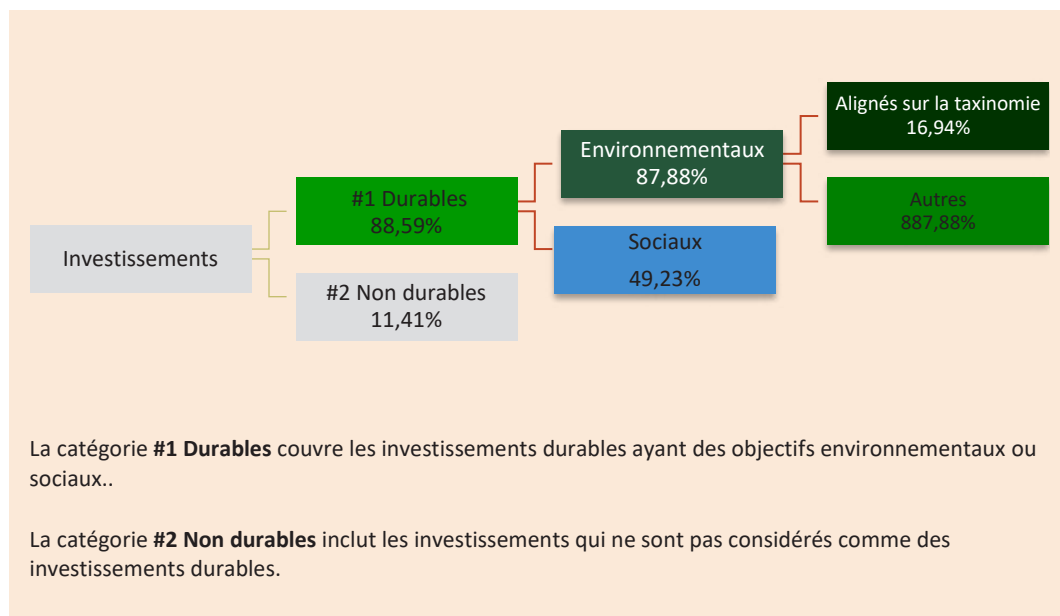 Alignés sur la taxinomie
16,94%
Environnementaux
87,88%
#1 Durables
88,59%
Autres
887,88%
Investissements
Sociaux
49,23%
#2 Non durables
11,41%
La catégorie #1 Durables couvre les investissements durables ayant des objectifs environnementaux ou
sociaux..
La catégorie #2 Non durables inclut les investissements qui ne sont pas considérés comme des
investissements durables.